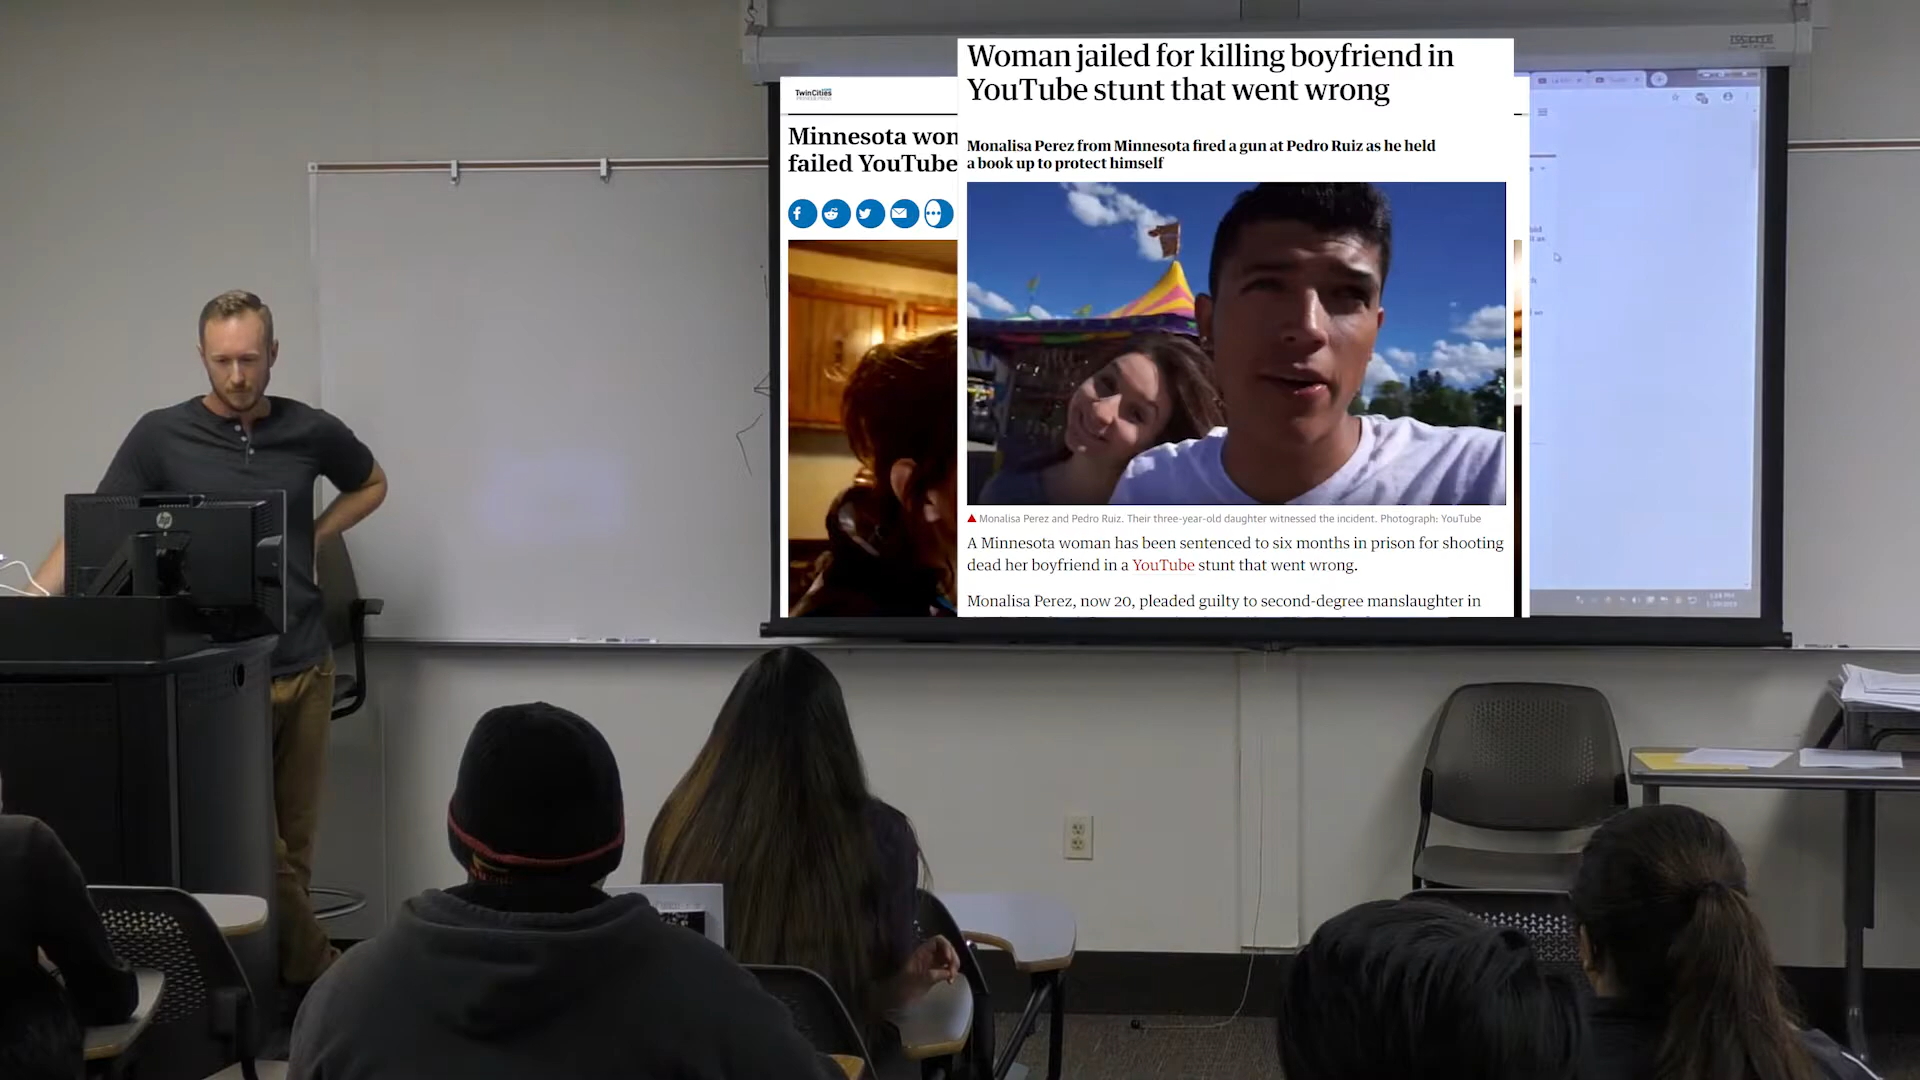 Woman jailed for killing boyfriend in
YouTube stunt that went wrong
Monalisa Perez from Minnesota fired a gun at Pedro Ruiz as he held
a book up to protect himself
Monalisa Perez and Pedro Ruiz. Their three-year-old daughter witnessed the incident. Photograph: YouTube
A Minnesota woman has been sentenced to six months in prison for shooting
dead her boyfriend in a YouTube stunt that went wrong.
Monalisa Perez, now 20, pleaded guilty to second-degree manslaughter in
TwinCities
PIONEER PRESS
Minnesota
failed YouTube
hp